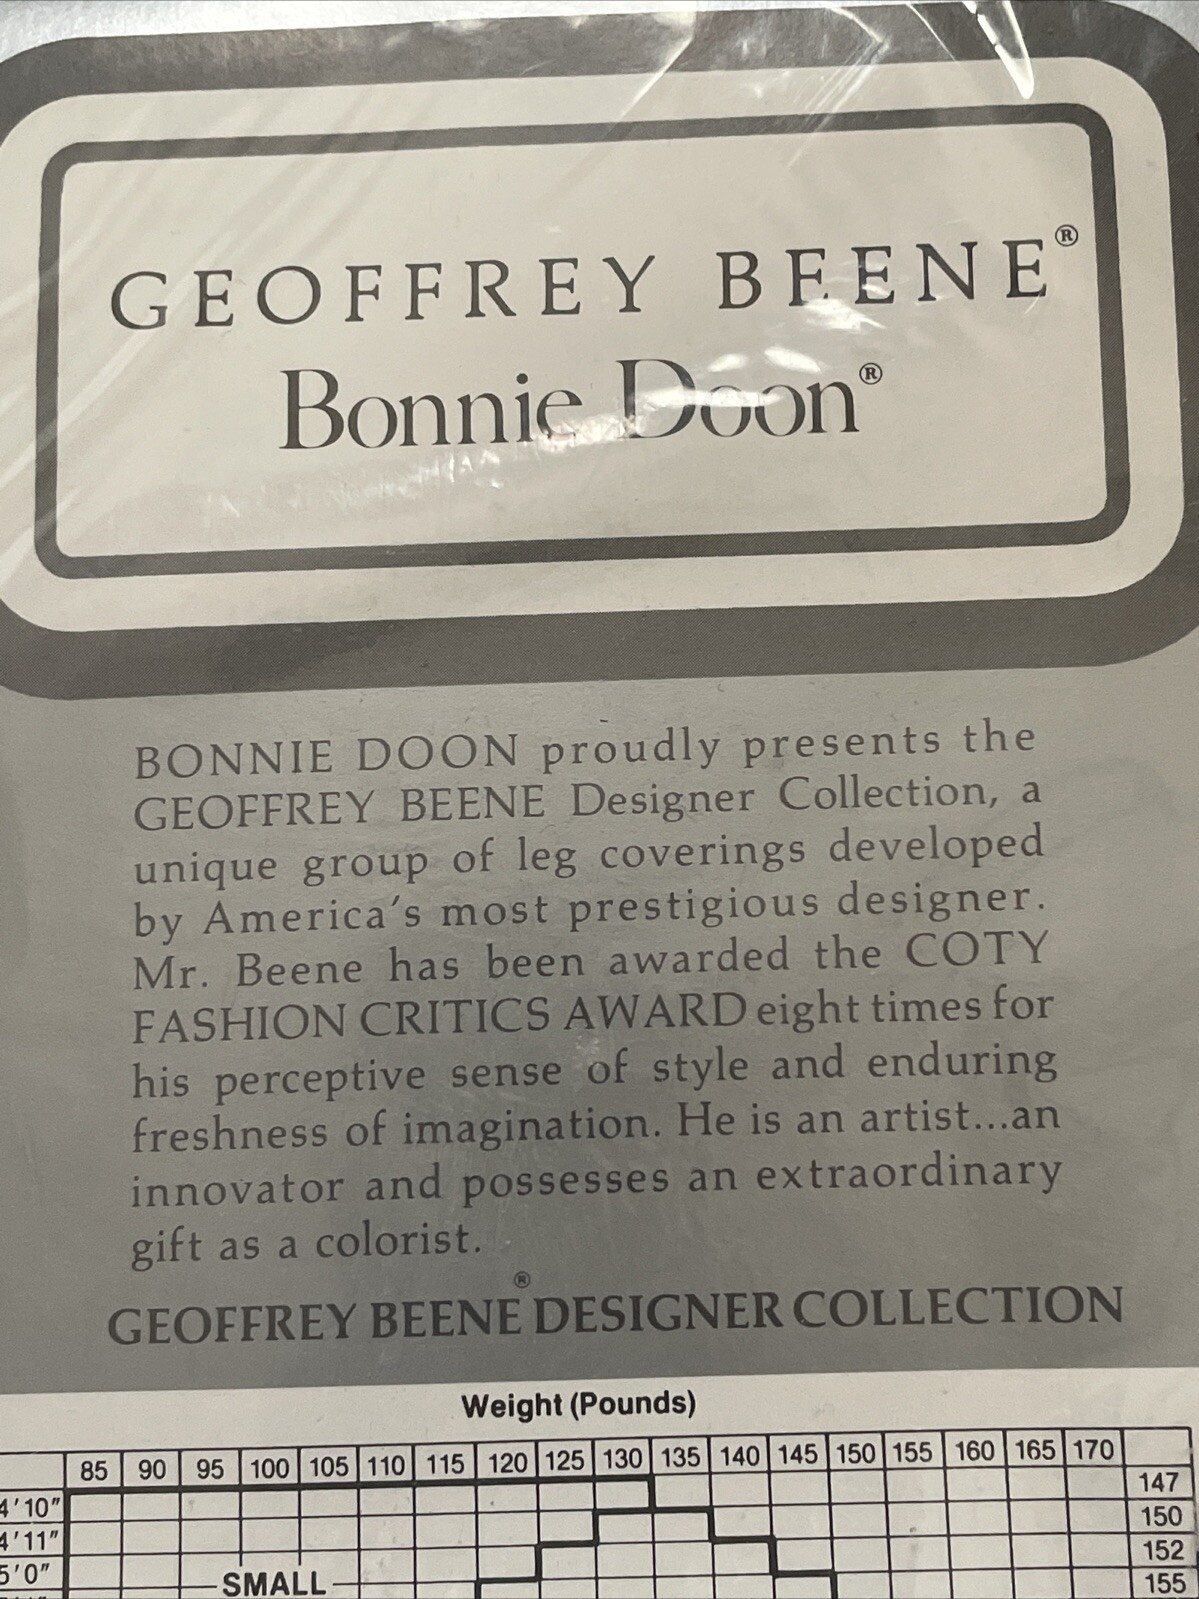 GEOFFREY BEENE®
Bonnie Doon®
BONNIE DOON proudly presents the
GEOFFREY BEENE Designer Collection, a
unique group of leg coverings developed
by America's most prestigious designer.
Mr. Beene has been awarded the COTY
FASHION CRITICS AWARD eight times for
his perceptive sense of style and enduring
freshness of imagination. He is an artist...an
innovator and possesses an extraordinary
gift as a colorist.
GEOFFREY BEENE® DESIGNER COLLECTION
Weight (Pounds)
85 90 95 100 105 110 115 120 125 130 135 140 145 150 155 160 165 170
147
4'10" 150
4'11" 152
5'0" SMALL 155